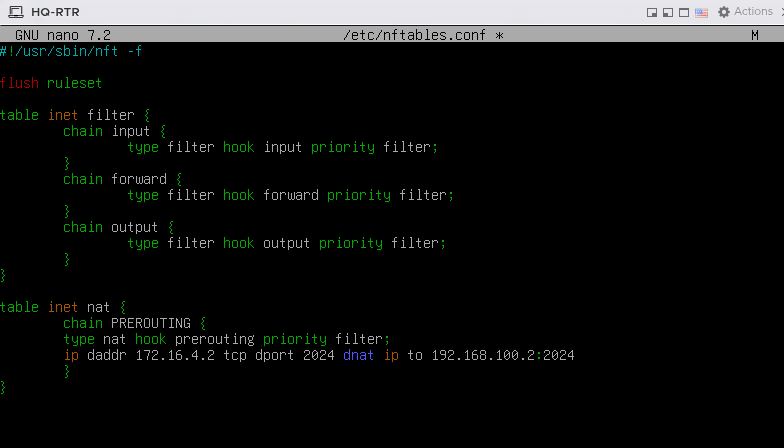 HQ-RTR
Actions
GNU nano 7.2 /etc/nftables.conf * M
#!/usr/sbin/nft -f
flush ruleset
table inet filter {
chain input {
type filter hook input priority filter;
}
chain forward {
type filter hook forward priority filter;
}
chain output {
type filter hook output priority filter;
}
}
table inet nat {
chain PREROUTING {
type nat hook prerouting priority filter;
ip daddr 172.16.4.2 tcp dport 2024 dnat ip to 192.168.100.2:2024
}
}